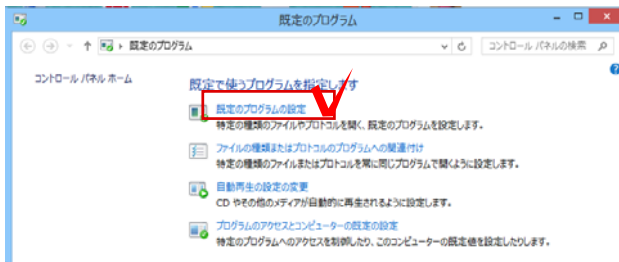 既定のプログラム
既定のプログラム
コントロール パネルの検索
コントロール パネル ホーム
既定で使うプログラムを指定します
既定のプログラムの設定
特定の種類のファイルやプロトコルを開く、既定のプログラムを設定します。
ファイルの種類またはプロトコルのプログラムへの関連付け
特定の種類のファイルまたはプロトコルを常に同じプログラムで開くように設定します。
自動再生の設定の変更
CD やその他のメディアが自動的に再生されるように設定します。
プログラムのアクセスとコンピューターの既定の設定
特定のプログラムへのアクセスを制御したり、このコンピューターの既定値を設定したりします。